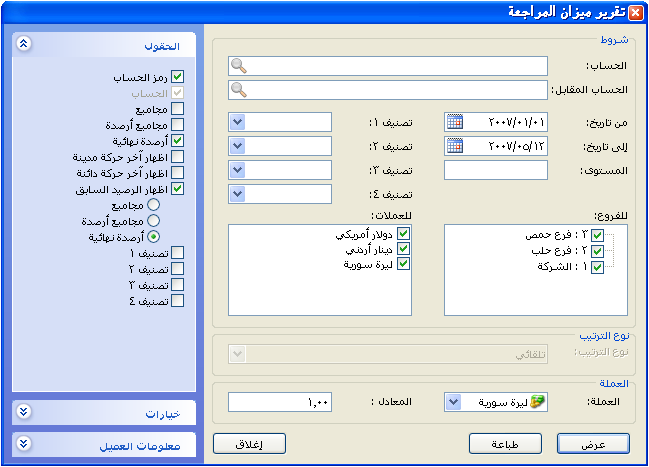 تقرير ميزان المراجعة
شروط
الحساب:
الحساب المقابل:
من تاريخ: ٢٠٠٧/٠١/٠١ تصنيف ١:
إلى تاريخ: ٢٠٠٧/٠٥/١٢ تصنيف ٢:
المستوى: تصنيف ٣:
تصنيف ٤:
للفروع: للعملات:
٣ : فرع حمص دولار أمريكي
٢ : فرع حلب دينار أردني
١ : الشركة ليرة سورية
نوع الترتيب
نوع الترتيب: تلقائي
العملة
العملة: ليرة سورية المعادل : ١,٠٠
عرض طباعة إغلاق
الحقول
رمز الحساب
الحساب
مجاميع
مجاميع أرصدة
أرصدة نهائية
اظهار آخر حركة مدينة
اظهار آخر حركة دائنة
اظهار الرصيد السابق
مجاميع
مجاميع أرصدة
أرصدة نهائية
تصنيف ١
تصنيف ٢
تصنيف ٣
تصنيف ٤
خيارات
معلومات العميل